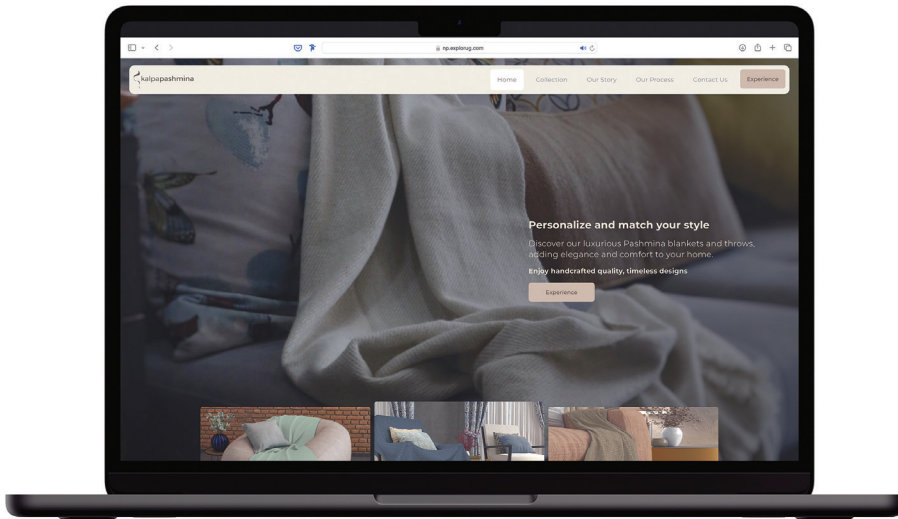 np.explorug.com
kalpapashmina
Home Collection Our Story Our Process Contact Us Experience
Personalize and match your style
Discover our luxurious Pashmina blankets and throws,
adding elegance and comfort to your home.
Enjoy handcrafted quality, timeless designs
Experience